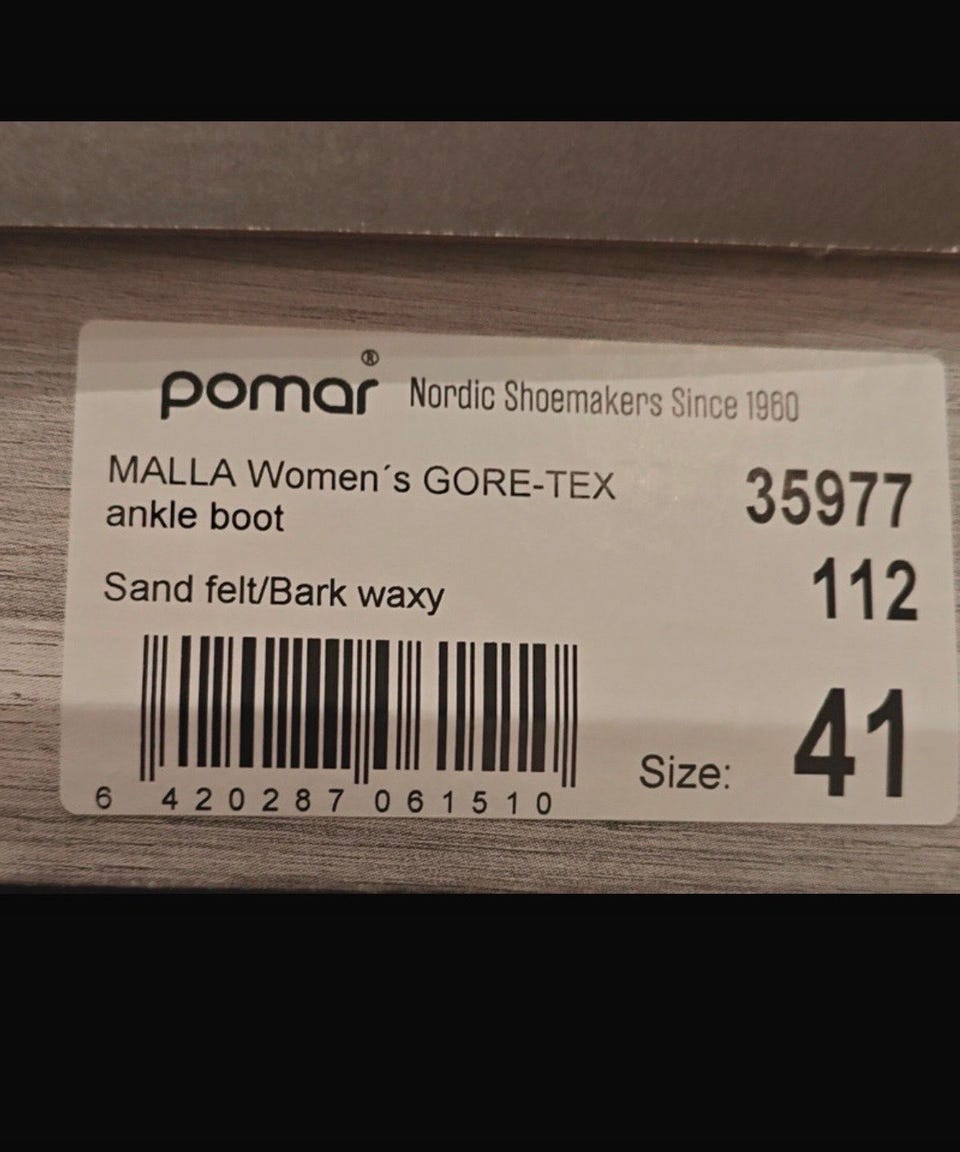 pomar® Nordic Shoemakers Since 1960
MALLA Women´s GORE-TEX
ankle boot
35977
112
Sand felt/Bark waxy
6 420287 061510
Size: 41